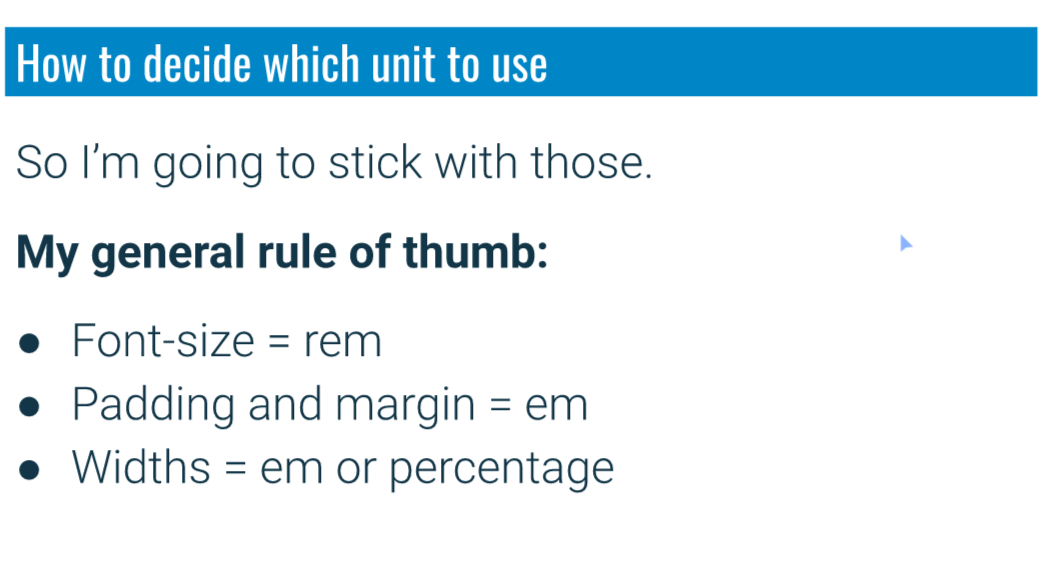 How to decide which unit to use
So I’m going to stick with those.
My general rule of thumb:
● Font-size = rem
● Padding and margin = em
● Widths = em or percentage